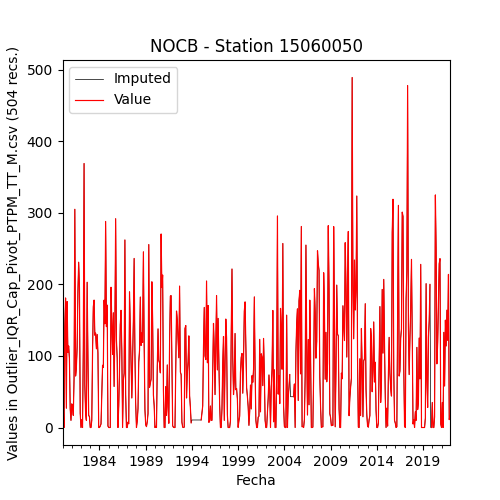 NOCB - Station 15060050
Values in Outlier_IQR_Cap_Pivot_PTPM_TT_M.csv (504 recs.)
500
400
300
200
100
0
Imputed
Value
1984 1989 1994 1999 2004 2009 2014 2019
Fecha